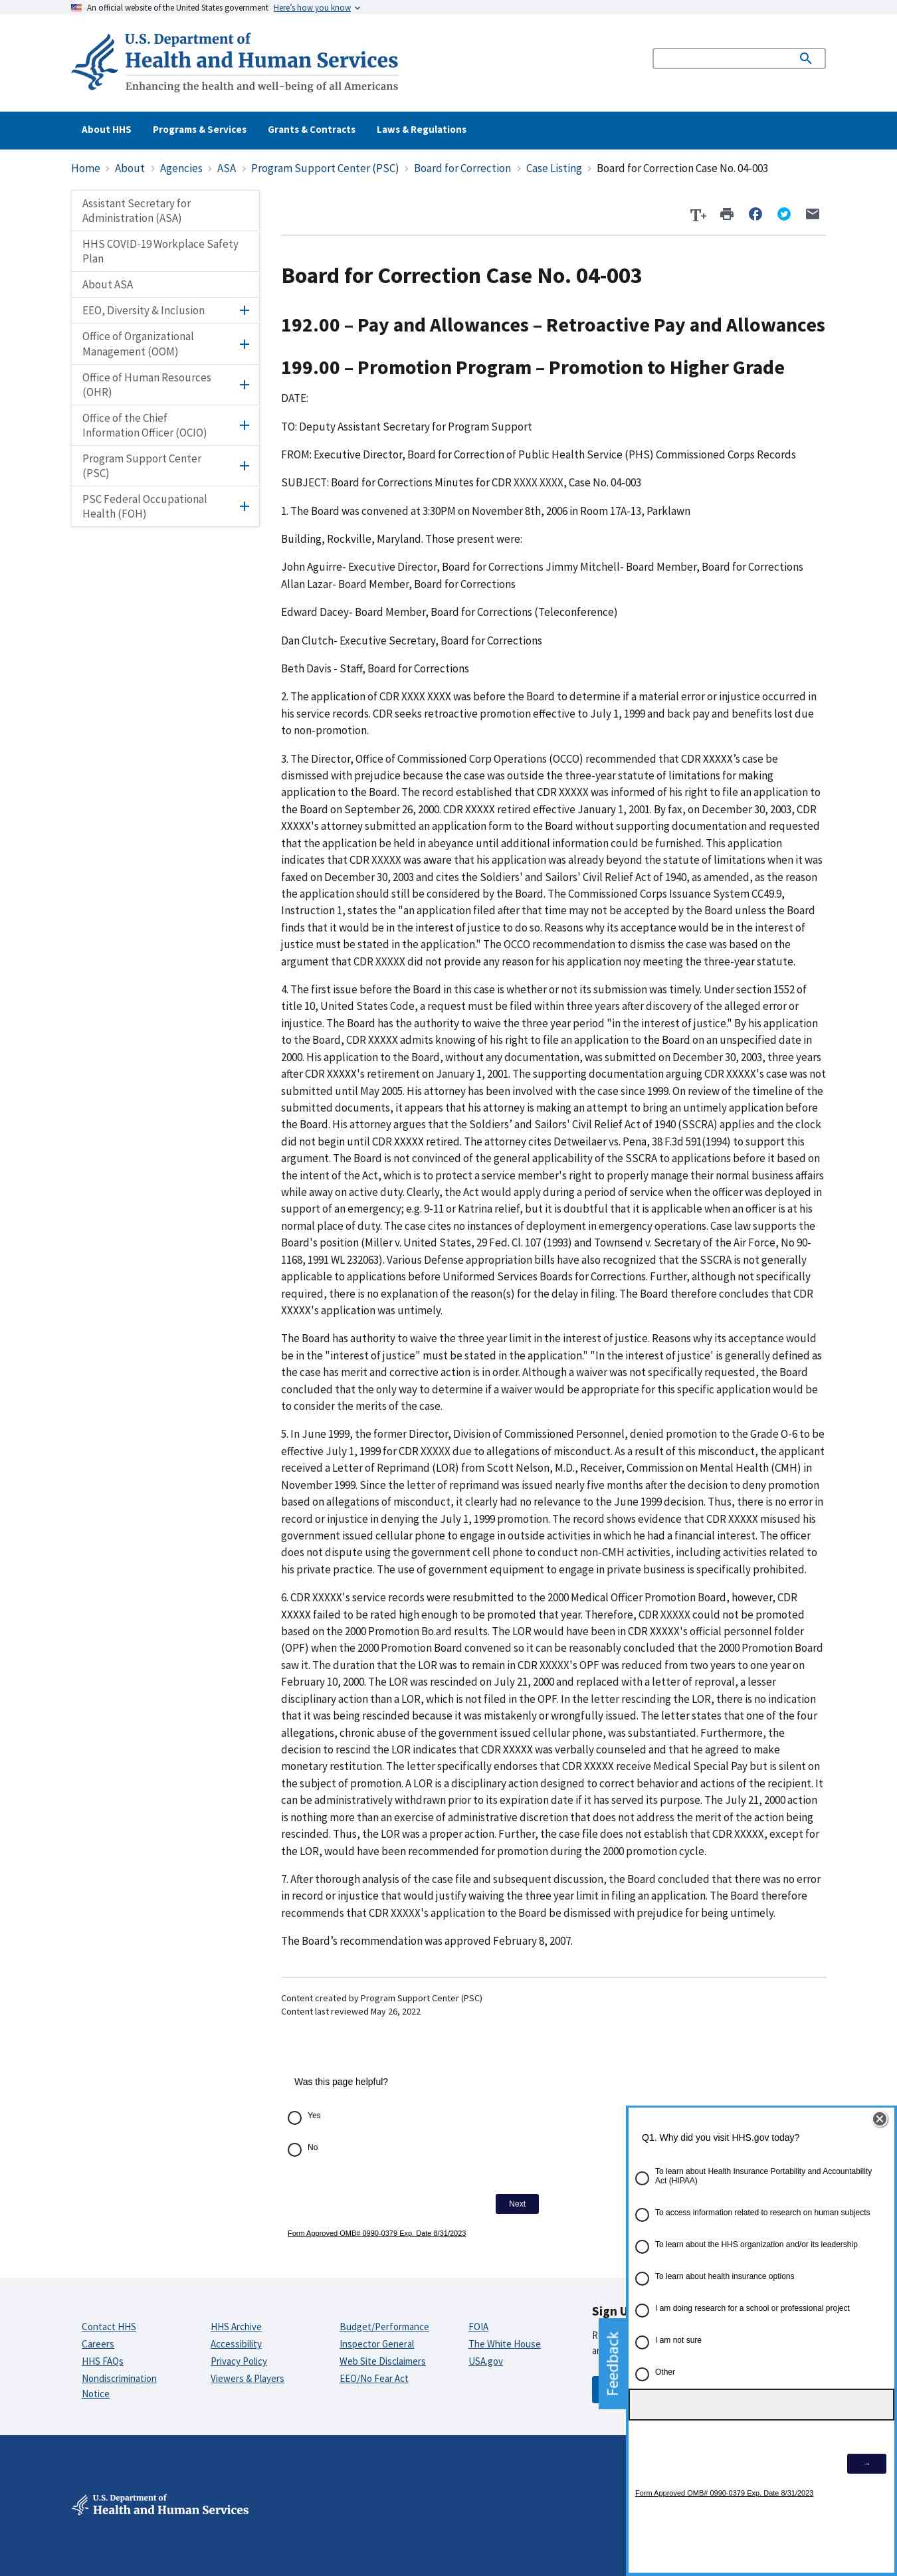 An official website of the United States government Here's how you know
U.S. Department of
Health and Human Services
Enhancing the health and well-being of all Americans
About HHS Programs & Services Grants & Contracts Laws & Regulations
Home › About › Agencies › ASA › Program Support Center (PSC) › Board for Correction › Case Listing › Board for Correction Case No. 04-003
Assistant Secretary for
Administration (ASA)
HHS COVID-19 Workplace Safety
Plan
About ASA
EEO, Diversity & Inclusion
Office of Organizational
Management (OOM)
Office of Human Resources
(OHR)
Office of the Chief
Information Officer (OCIO)
Program Support Center
(PSC)
PSC Federal Occupational
Health (FOH)
T+
Board for Correction Case No. 04-003
192.00 – Pay and Allowances – Retroactive Pay and Allowances
199.00 – Promotion Program – Promotion to Higher Grade
DATE:
TO: Deputy Assistant Secretary for Program Support
FROM: Executive Director, Board for Correction of Public Health Service (PHS) Commissioned Corps Records
SUBJECT: Board for Corrections Minutes for CDR XXXX XXXX, Case No. 04-003
1. The Board was convened at 3:30PM on November 8th, 2006 in Room 17A-13, Parklawn
Building, Rockville, Maryland. Those present were:
John Aguirre- Executive Director, Board for Corrections Jimmy Mitchell- Board Member, Board for Corrections
Allan Lazar- Board Member, Board for Corrections
Edward Dacey- Board Member, Board for Corrections (Teleconference)
Dan Clutch- Executive Secretary, Board for Corrections
Beth Davis - Staff, Board for Corrections
2. The application of CDR XXXX XXXX was before the Board to determine if a material error or injustice occurred in
his service records. CDR seeks retroactive promotion effective to July 1, 1999 and back pay and benefits lost due
to non-promotion.
3. The Director, Office of Commissioned Corp Operations (OCCO) recommended that CDR XXXXX’s case be
dismissed with prejudice because the case was outside the three-year statute of limitations for making
application to the Board. The record established that CDR XXXXX was informed of his right to file an application to
the Board on September 26, 2000. CDR XXXXX retired effective January 1, 2001. By fax, on December 30, 2003, CDR
XXXXX's attorney submitted an application form to the Board without supporting documentation and requested
that the application be held in abeyance until additional information could be furnished. This application
indicates that CDR XXXXX was aware that his application was already beyond the statute of limitations when it was
faxed on December 30, 2003 and cites the Soldiers' and Sailors' Civil Relief Act of 1940, as amended, as the reason
the application should still be considered by the Board. The Commissioned Corps Issuance System CC49.9,
Instruction 1, states the "an application filed after that time may not be accepted by the Board unless the Board
finds that it would be in the interest of justice to do so. Reasons why its acceptance would be in the interest of
justice must be stated in the application." The OCCO recommendation to dismiss the case was based on the
argument that CDR XXXXX did not provide any reason for his application noy meeting the three-year statute.
4. The first issue before the Board in this case is whether or not its submission was timely. Under section 1552 of
title 10, United States Code, a request must be filed within three years after discovery of the alleged error or
injustice. The Board has the authority to waive the three year period "in the interest of justice." By his application
to the Board, CDR XXXXX admits knowing of his right to file an application to the Board on an unspecified date in
2000. His application to the Board, without any documentation, was submitted on December 30, 2003, three years
after CDR XXXXX's retirement on January 1, 2001. The supporting documentation arguing CDR XXXXX's case was not
submitted until May 2005. His attorney has been involved with the case since 1999. On review of the timeline of the
submitted documents, it appears that his attorney is making an attempt to bring an untimely application before
the Board. His attorney argues that the Soldiers’ and Sailors' Civil Relief Act of 1940 (SSCRA) applies and the clock
did not begin until CDR XXXXX retired. The attorney cites Detweilaer vs. Pena, 38 F.3d 591(1994) to support this
argument. The Board is not convinced of the general applicability of the SSCRA to applications before it based on
the intent of the Act, which is to protect a service member's right to properly manage their normal business affairs
while away on active duty. Clearly, the Act would apply during a period of service when the officer was deployed in
support of an emergency; e.g. 9-11 or Katrina relief, but it is doubtful that it is applicable when an officer is at his
normal place of duty. The case cites no instances of deployment in emergency operations. Case law supports the
Board's position (Miller v. United States, 29 Fed. Cl. 107 (1993) and Townsend v. Secretary of the Air Force, No 90-
1168, 1991 WL 232063). Various Defense appropriation bills have also recognized that the SSCRA is not generally
applicable to applications before Uniformed Services Boards for Corrections. Further, although not specifically
required, there is no explanation of the reason(s) for the delay in filing. The Board therefore concludes that CDR
XXXXX's application was untimely.
The Board has authority to waive the three year limit in the interest of justice. Reasons why its acceptance would
be in the "interest of justice" must be stated in the application." "In the interest of justice' is generally defined as
the case has merit and corrective action is in order. Although a waiver was not specifically requested, the Board
concluded that the only way to determine if a waiver would be appropriate for this specific application would be
to consider the merits of the case.
5. In June 1999, the former Director, Division of Commissioned Personnel, denied promotion to the Grade O-6 to be
effective July 1, 1999 for CDR XXXXX due to allegations of misconduct. As a result of this misconduct, the applicant
received a Letter of Reprimand (LOR) from Scott Nelson, M.D., Receiver, Commission on Mental Health (CMH) in
November 1999. Since the letter of reprimand was issued nearly five months after the decision to deny promotion
based on allegations of misconduct, it clearly had no relevance to the June 1999 decision. Thus, there is no error in
record or injustice in denying the July 1, 1999 promotion. The record shows evidence that CDR XXXXX misused his
government issued cellular phone to engage in outside activities in which he had a financial interest. The officer
does not dispute using the government cell phone to conduct non-CMH activities, including activities related to
his private practice. The use of government equipment to engage in private business is specifically prohibited.
6. CDR XXXXX's service records were resubmitted to the 2000 Medical Officer Promotion Board, however, CDR
XXXXX failed to be rated high enough to be promoted that year. Therefore, CDR XXXXX could not be promoted
based on the 2000 Promotion Bo.ard results. The LOR would have been in CDR XXXXX's official personnel folder
(OPF) when the 2000 Promotion Board convened so it can be reasonably concluded that the 2000 Promotion Board
saw it. The duration that the LOR was to remain in CDR XXXXX's OPF was reduced from two years to one year on
February 10, 2000. The LOR was rescinded on July 21, 2000 and replaced with a letter of reproval, a lesser
disciplinary action than a LOR, which is not filed in the OPF. In the letter rescinding the LOR, there is no indication
that it was being rescinded because it was mistakenly or wrongfully issued. The letter states that one of the four
allegations, chronic abuse of the government issued cellular phone, was substantiated. Furthermore, the
decision to rescind the LOR indicates that CDR XXXXX was verbally counseled and that he agreed to make
monetary restitution. The letter specifically endorses that CDR XXXXX receive Medical Special Pay but is silent on
the subject of promotion. A LOR is a disciplinary action designed to correct behavior and actions of the recipient. It
can be administratively withdrawn prior to its expiration date if it has served its purpose. The July 21, 2000 action
is nothing more than an exercise of administrative discretion that does not address the merit of the action being
rescinded. Thus, the LOR was a proper action. Further, the case file does not establish that CDR XXXXX, except for
the LOR, would have been recommended for promotion during the 2000 promotion cycle.
7. After thorough analysis of the case file and subsequent discussion, the Board concluded that there was no error
in record or injustice that would justify waiving the three year limit in filing an application. The Board therefore
recommends that CDR XXXXX's application to the Board be dismissed with prejudice for being untimely.
The Board’s recommendation was approved February 8, 2007.
Content created by Program Support Center (PSC)
Content last reviewed May 26, 2022
Was this page helpful?
Yes
No
Next
Form Approved OMB# 0990-0379 Exp. Date 8/31/2023
Q1. Why did you visit HHS.gov today?
To learn about Health Insurance Portability and Accountability
Act (HIPAA)
To access information related to research on human subjects
To learn about the HHS organization and/or its leadership
To learn about health insurance options
I am doing research for a school or professional project
I am not sure
Other
→
Form Approved OMB# 0990-0379 Exp. Date 8/31/2023
Feedback
Contact HHS
Careers
HHS FAQs
Nondiscrimination
Notice
HHS Archive
Accessibility
Privacy Policy
Viewers & Players
Budget/Performance
Inspector General
Web Site Disclaimers
EEO/No Fear Act
FOIA
The White House
USA.gov
Sign
U.S. Department of
Health and Human Services